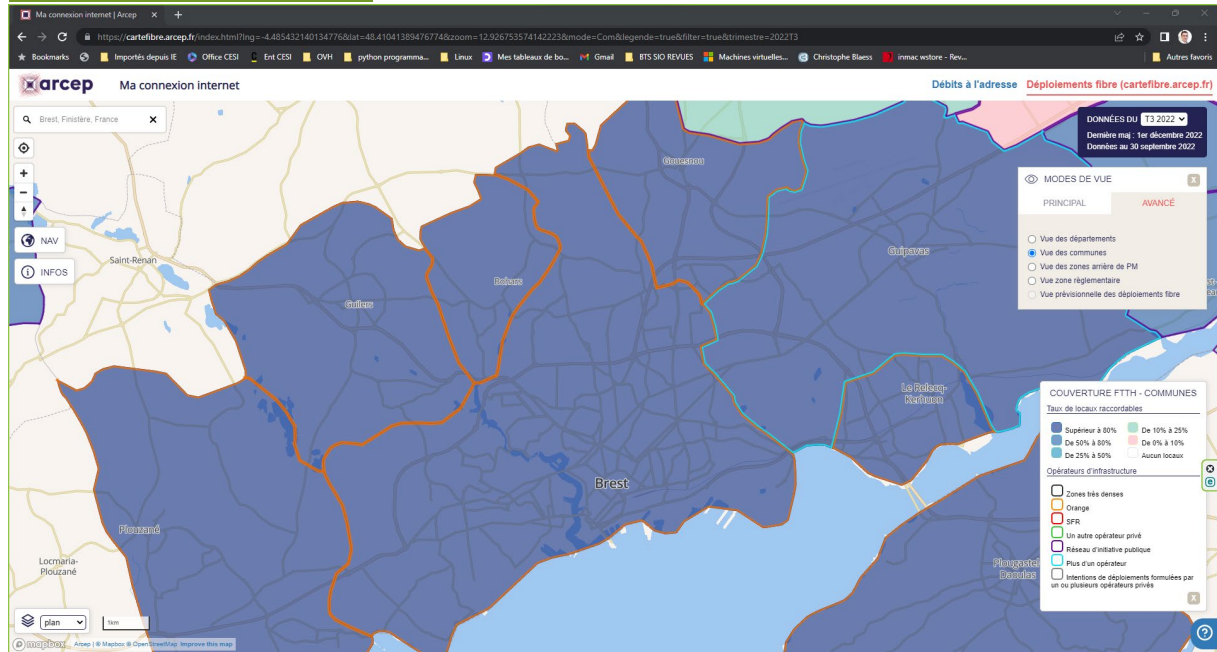 Ma connexion internet | Arcep
https://cartefibre.arcep.fr/index.html?lng=-4.485432140134776&lat=48.41041389476774&zoom=12.926753574142223&mode=Com&legende=true&filter=true&trimestre=2022T3
Bookmarks Importés depuis IE Office CESI Ent CESI OVH python programma... Linux Mes tableaux de bo... Gmail BTS SIO REVUES Machines virtuelles... Christophe Blaess inmac wstore - Rev... Autres favoris
arcep Ma connexion internet Débits à l'adresse Déploiements fibre (cartefibre.arcep.fr)
Brest, Finistère, France
DONNÉES DU T3 2022
Dernière maj : 1er décembre 2022
Données au 30 septembre 2022
MODES DE VUE X
PRINCIPAL AVANCÉ
Vue des départements
Vue des communes
Vue des zones arrière de PM
Vue zone règlementaire
Vue prévisionnelle des déploiements fibre
NAV
INFOS
Saint-Renan
Gouesnou
Guipavas
Bohars
Guilers
Le Relecq-
Kerhuon
Brest
Plouzané
Locmaria-
Plouzané
Plougastel
Daoulas
COUVERTURE FTTH - COMMUNES
Taux de locaux raccordables
Supérieur à 80% De 10% à 25%
De 50% à 80% De 0% à 10%
De 25% à 50% Aucun locaux
Opérateurs d'infrastructure
Zones très denses
Orange
SFR
Un autre opérateur privé
Réseau d'initiative publique
Plus d'un opérateur
Intentions de déploiements formulées par
un ou plusieurs opérateurs privés
X
plan
1km
mapbox Arcep | © Mapbox © OpenStreetMap Improve this map